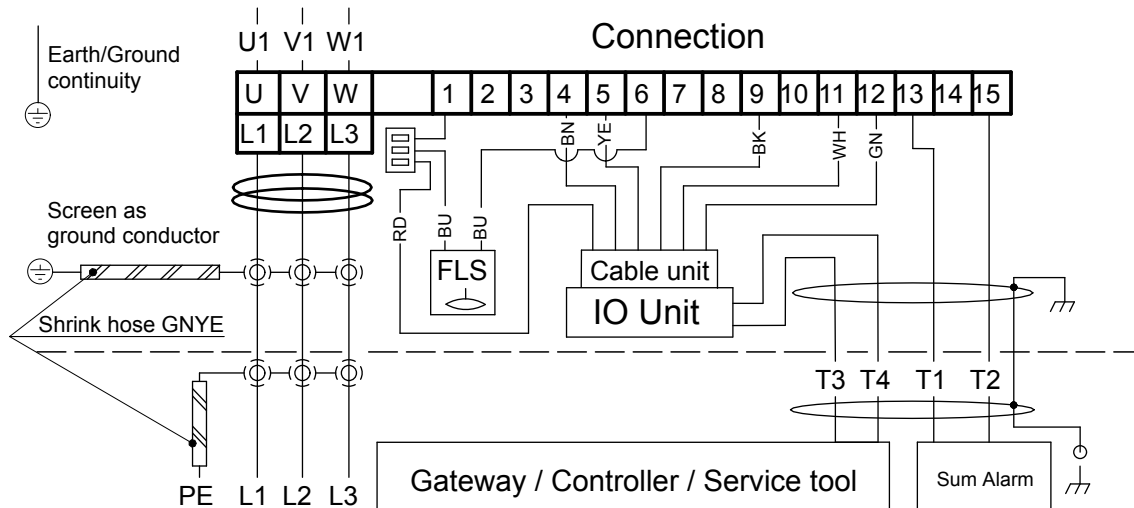 U1 V1 W1
Connection
Earth/Ground
continuity
U V W 1 2 3 4 5 6 7 8 9 10 11 12 13 14 15
L1 L2 L3
BN YE BK WH GN
RD BU BU
Screen as
ground conductor
FLS
Cable unit
IO Unit
Shrink hose GNYE
T3 T4 T1 T2
PE L1 L2 L3
Gateway / Controller / Service tool
Sum Alarm